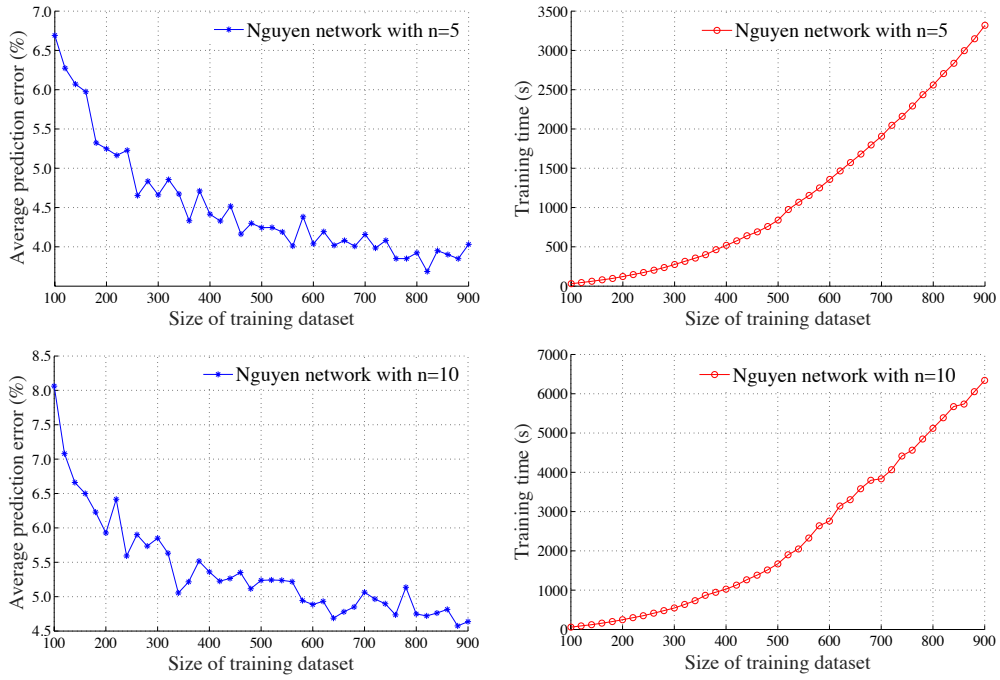 7.0
6.5
6.0
5.5
5.0
4.5
4.0
Average prediction error (%)
Nguyen network with n=5
100 200 300 400 500 600 700 800 900
Size of training dataset
3500
3000
2500
2000
1500
1000
500
0
Training time (s)
Nguyen network with n=5
100 200 300 400 500 600 700 800 900
Size of training dataset
8.5
8.0
7.5
7.0
6.5
6.0
5.5
5.0
4.5
Average prediction error (%)
Nguyen network with n=10
100 200 300 400 500 600 700 800 900
Size of training dataset
7000
6000
5000
4000
3000
2000
1000
0
Training time (s)
Nguyen network with n=10
100 200 300 400 500 600 700 800 900
Size of training dataset